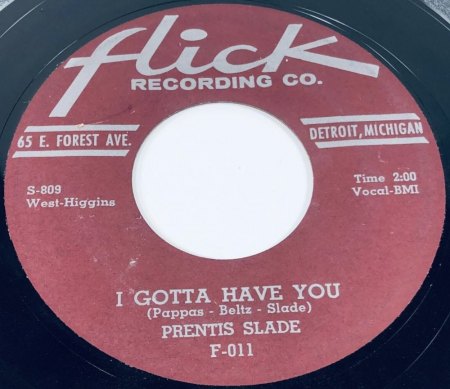 flick
RECORDING CO.
65 E. FOREST AVE.
DETROIT, MICHIGAN
S-809
West-Higgins
Time 2:00
Vocal-BMI
I GOTTA HAVE YOU
(Pappas - Beltz - Slade)
PRENTIS SLADE
F-011